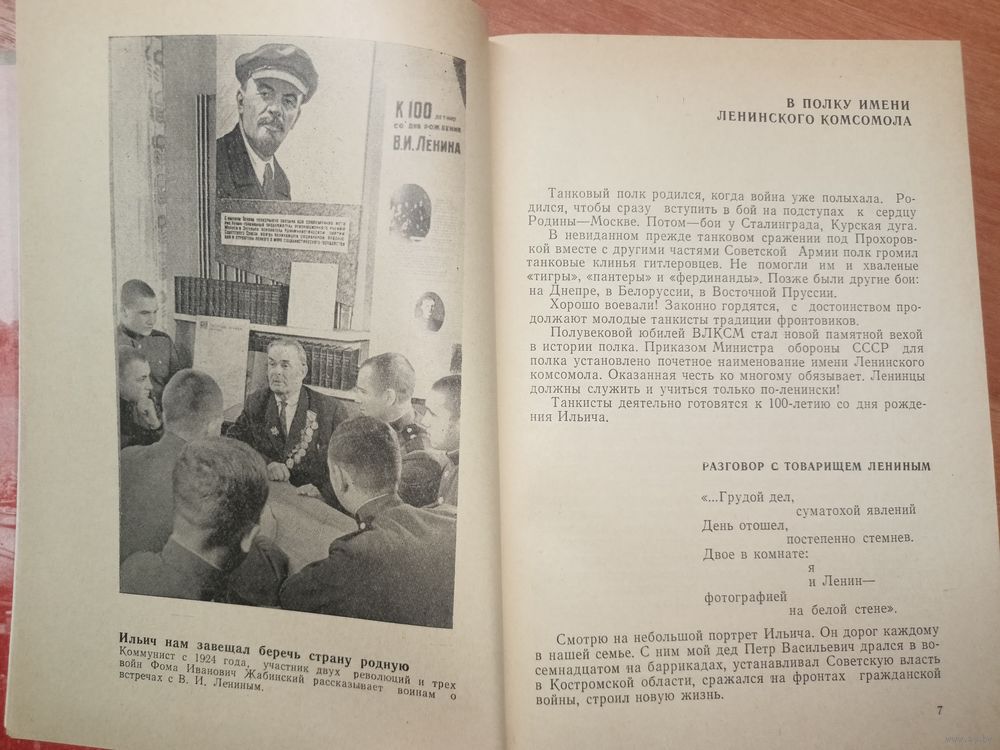 К 100 летию
со дня рождения
В.И. Ленина
Ильич нам завещал беречь страну родную
Коммунист с 1924 года, участник двух революций и трех
войн Фома Иванович Жабинский рассказывает воинам о
встречах с В. И. Лениным.
В ПОЛКУ ИМЕНИ
ЛЕНИНСКОГО КОМСОМОЛА
Танковый полк родился, когда война уже полыхала. Ро-
дился, чтобы сразу вступить в бой на подступах к сердцу
Родины—Москве. Потом—бои у Сталинграда, Курская дуга.
В невиданном прежде танковом сражении под Прохоров-
кой вместе с другими частями Советской Армии полк громил
танковые клинья гитлеровцев. Не помогли им и хваленые
«тигры», «пантеры» и «фердинанды». Позже были другие бои:
на Днепре, в Белоруссии, в Восточной Пруссии.
Хорошо воевали! Законно гордятся, с достоинством про-
должают молодые танкисты традиции фронтовиков.
Полувековой юбилей ВЛКСМ стал новой памятной вехой
в истории полка. Приказом Министра обороны СССР для
полка установлено почетное наименование имени Ленинского
комсомола. Оказанная честь ко многому обязывает. Ленинцы
должны служить и учиться только по-ленински!
Танкисты деятельно готовятся к 100-летию со дня рожде-
ния Ильича.
РАЗГОВОР С ТОВАРИЩЕМ ЛЕНИНЫМ
«...Грудой дел,
суматохой явлений
День отошел,
постепенно стемнев.
Двое в комнате:
я
и Ленин—
фотографией
на белой стене».
Смотрю на небольшой портрет Ильича. Он дорог каждому
в нашей семье. С ним мой дед Петр Васильевич дрался в во-
семнадцатом на баррикадах, устанавливал Советскую власть
в Костромской области, сражался на фронтах гражданской
войны, строил новую жизнь.
7